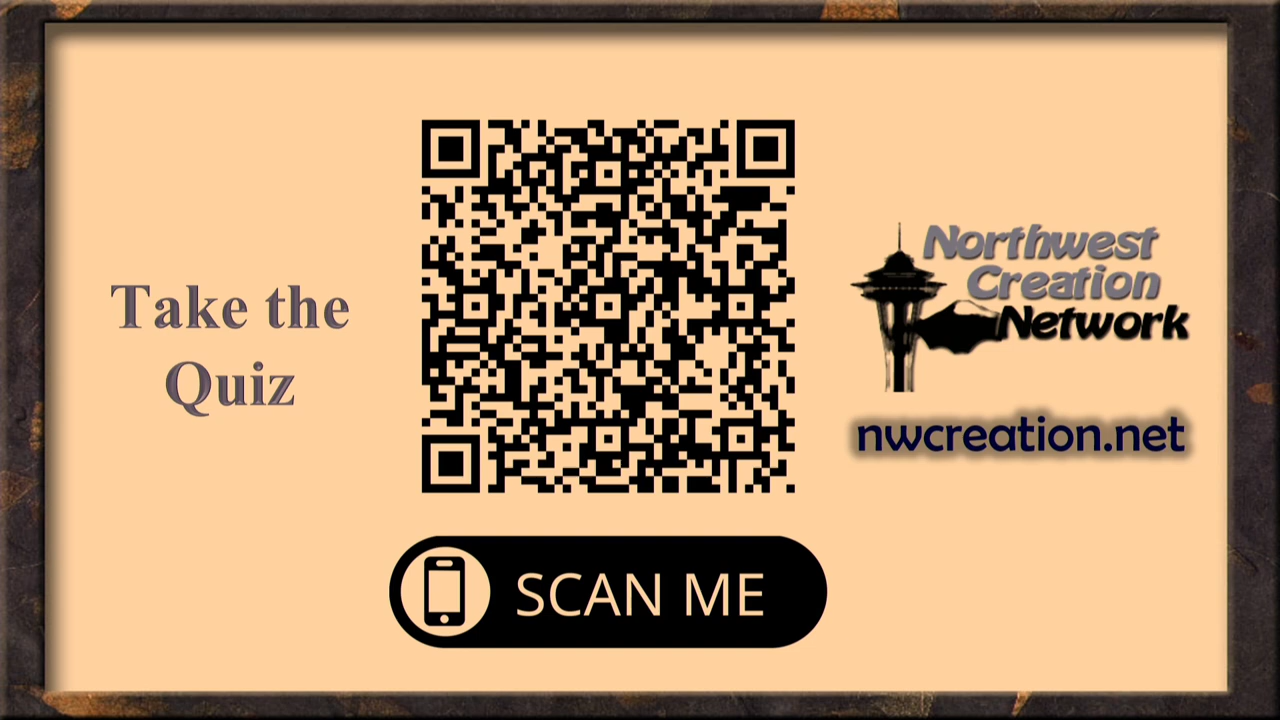 Take the
Quiz
Northwest
Creation
Network
nwcreation.net
SCAN ME